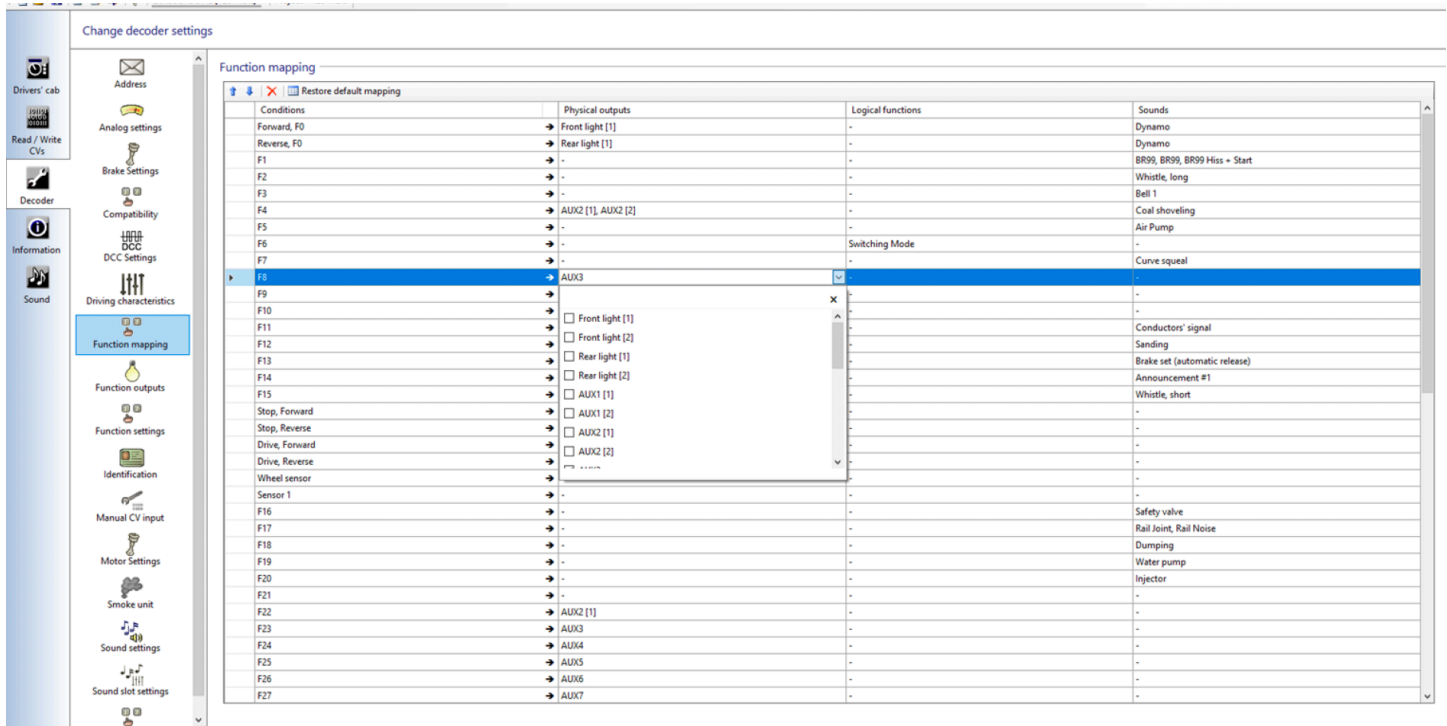 Change decoder settings
Drivers' cab
Read / Write
CVs
Decoder
Information
Sound
Address
Analog settings
Brake Settings
Compatibility
DCC
DCC Settings
Driving characteristics
Function mapping
Function outputs
Function settings
Identification
Manual CV input
Motor Settings
Smoke unit
Sound settings
Sound slot settings
Function mapping
Restore default mapping
Conditions Physical outputs Logical functions Sounds
Forward, F0 → Front light [1] - Dynamo
Reverse, F0 → Rear light [1] - Dynamo
F1 → - - BR99, BR99, BR99 Hiss + Start
F2 → - - Whistle, long
F3 → - - Bell 1
F4 → AUX2 [1], AUX2 [2] - Coal shoveling
F5 → - - Air Pump
F6 → - Switching Mode -
F7 → - - Curve squeal
F8 → AUX3 - -
F9 → - -
F10 → - -
F11 → - Conductors' signal
F12 → - Sanding
F13 → - Brake set (automatic release)
F14 → - Announcement #1
F15 → - Whistle, short
Stop, Forward → - -
Stop, Reverse → - -
Drive, Forward → - -
Drive, Reverse → - -
Wheel sensor → - -
Sensor 1 → - - -
F16 → - - Safety valve
F17 → - - Rail Joint, Rail Noise
F18 → - - Dumping
F19 → - - Water pump
F20 → - - Injector
F21 → - - -
F22 → AUX2 [1] - -
F23 → AUX3 - -
F24 → AUX4 - -
F25 → AUX5 - -
F26 → AUX6 - -
F27 → AUX7 - -
x
Front light [1]
Front light [2]
Rear light [1]
Rear light [2]
AUX1 [1]
AUX1 [2]
AUX2 [1]
AUX2 [2]